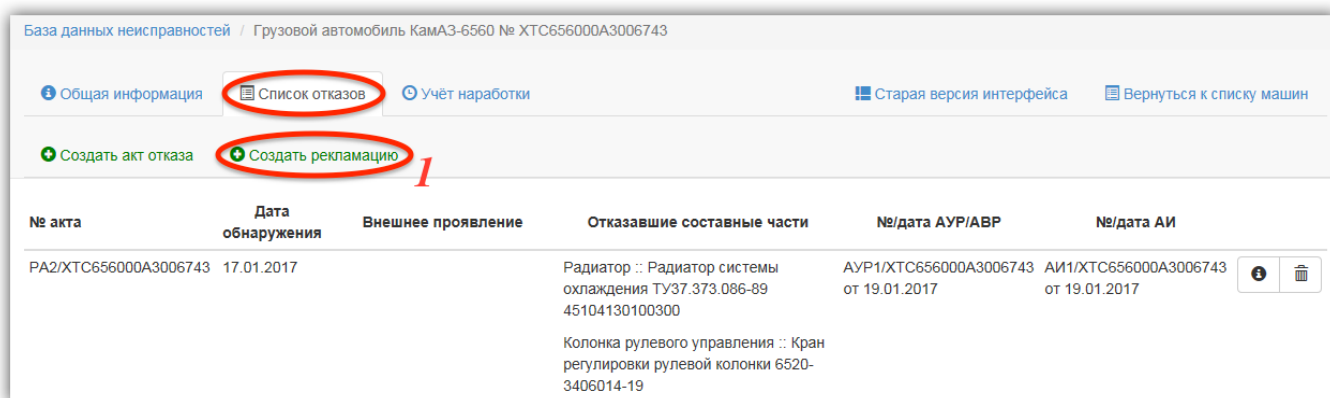 База данных неисправностей / Грузовой автомобиль КамАЗ-6560 № XTC656000A3006743
Общая информация Список отказов Учёт наработки Старая версия интерфейса Вернуться к списку машин
Создать акт отказа Создать рекламацию 1
№ акта Дата обнаружения Внешнее проявление Отказавшие составные части №/дата АУР/АВР №/дата АИ
РА2/XTC656000A3006743 17.01.2017 Радиатор :: Радиатор системы АУР1/XTC656000A3006743 АИ1/XTC656000A3006743
охлаждения ТУ37.373.086-89 от 19.01.2017 от 19.01.2017
45104130100300
Колонка рулевого управления :: Кран
регулировки рулевой колонки 6520-
3406014-19